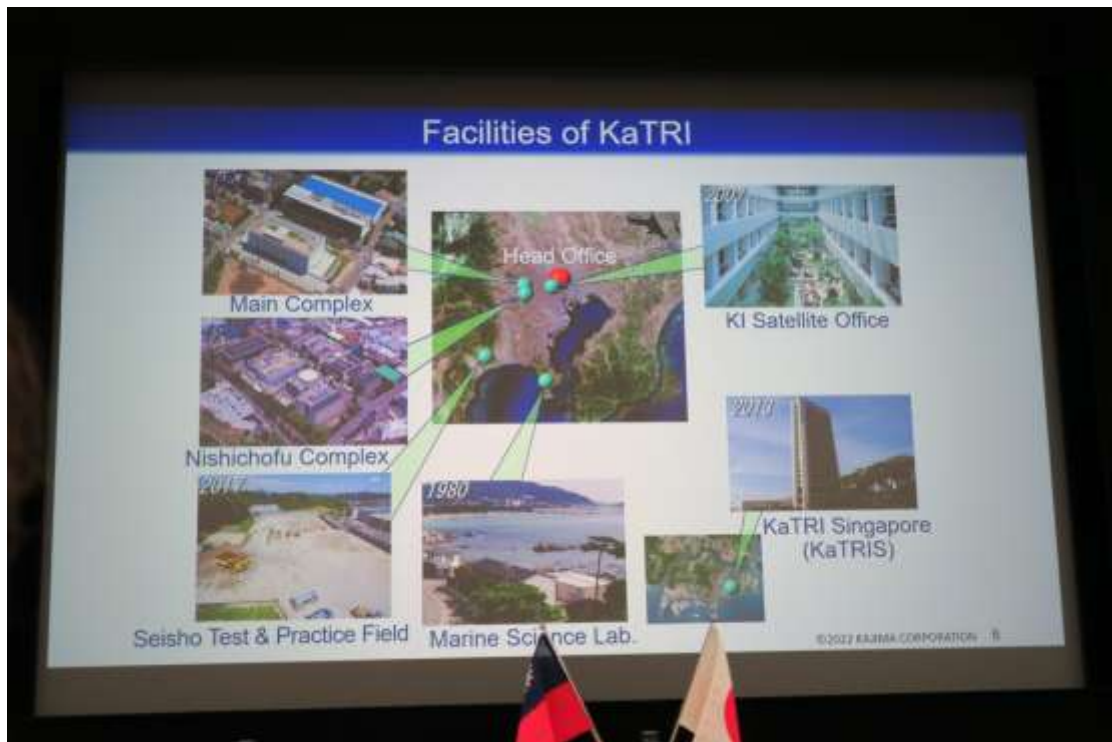 Facilities of KaTRI
Head Office
Main Complex
KI Satellite Office
Nishichofu Complex
2013
KaTRI Singapore
(KaTRIS)
2017
Seisho Test & Practice Field
1980
Marine Science Lab.
©2022 KAJIMA CORPORATION